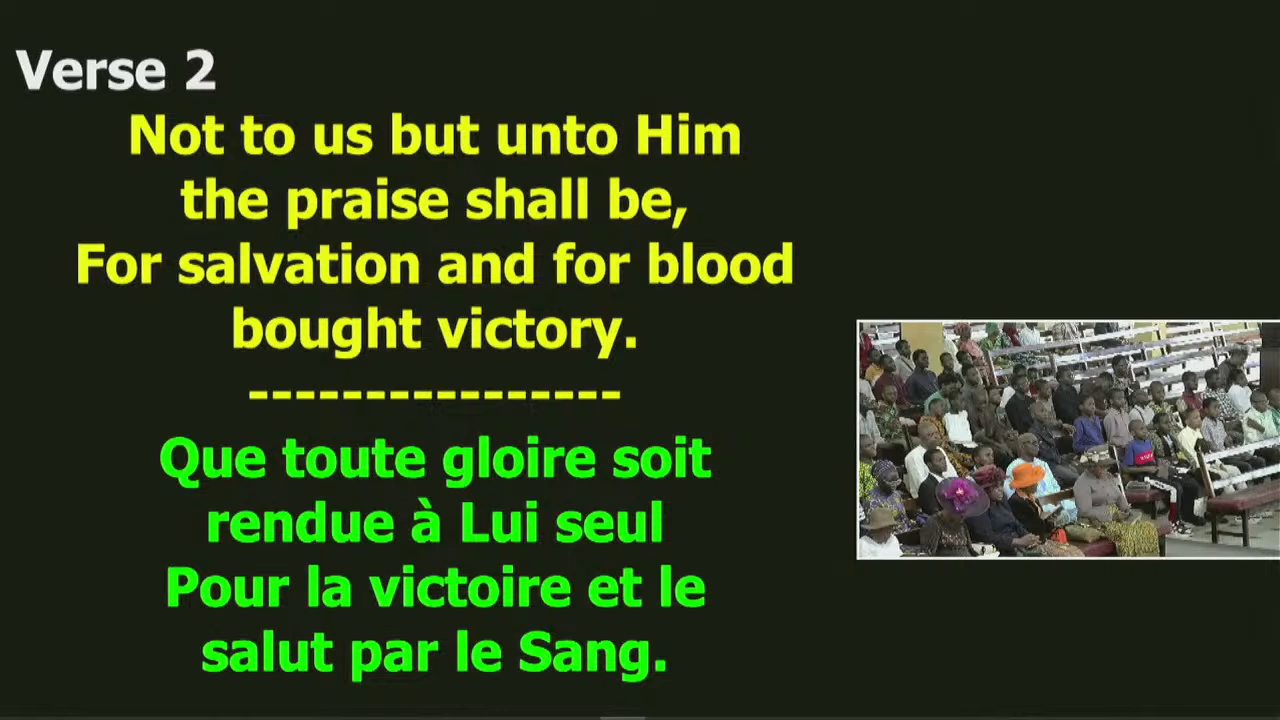 Verse 2
Not to us but unto Him
the praise shall be,
For salvation and for blood
bought victory.
----------------
Que toute gloire soit
rendue à Lui seul
Pour la victoire et le
salut par le Sang.